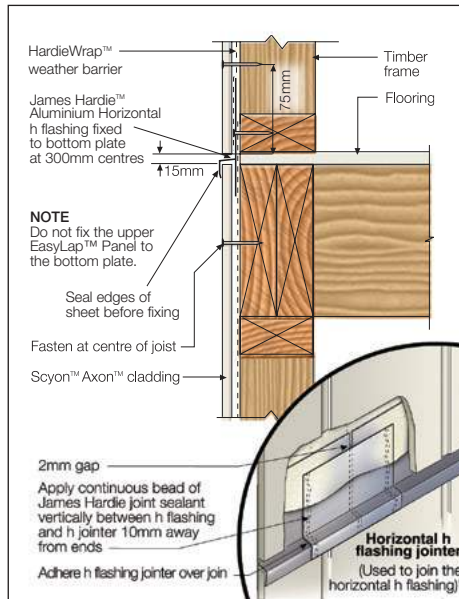 HardieWrap™
weather barrier
James Hardie™
Aluminium Horizontal
h flashing fixed
to bottom plate
at 300mm centres
15mm
75mm
Timber
frame
Flooring
NOTE
Do not fix the upper
EasyLap™ Panel to
the bottom plate.
Seal edges of
sheet before fixing
Fasten at centre of joist
Scyon™ Axon™ cladding
2mm gap
Apply continuous bead of
James Hardie joint sealant
vertically between h flashing
and h jointer 10mm away
from ends
Adhere h flashing jointer over join
Horizontal h
flashing jointer
(Used to join the
horizontal h flashing)